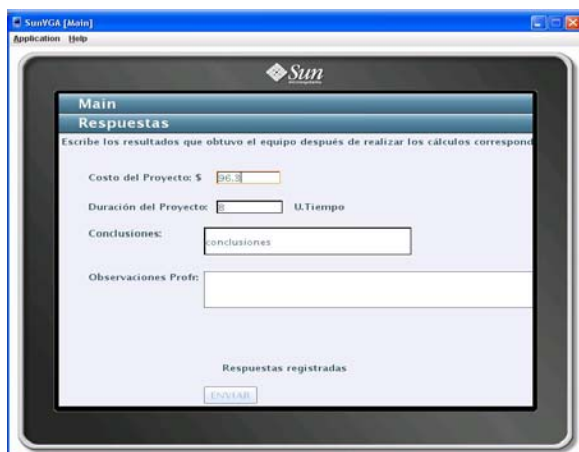 SunVGA [Main]
Application Help
Sun
Main
Respuestas
Escribe los resultados que obtuvo el equipo después de realizar los cálculos correspond
Costo del Proyecto: $ 96.8
Duración del Proyecto: 8 U.Tiempo
Conclusiones: conclusiones
Observaciones Profr:
Respuestas registradas
ENVIAR